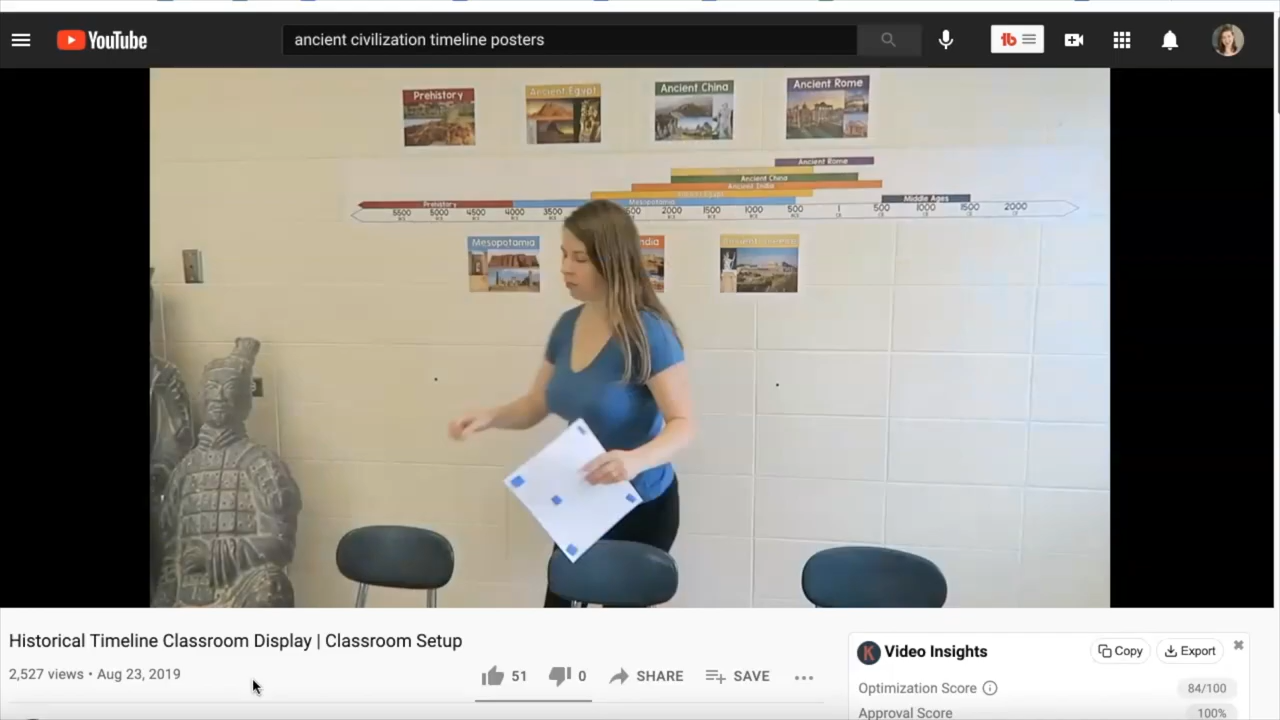 YouTube
ancient civilization timeline posters
Prehistory
Ancient Egypt
Ancient China
Ancient Rome
Ancient Rome
Ancient China
Ancient India
Prehistory
Mesopotamia
Middle Ages
5500 5000 4500 4000 3500 500 2000 1500 1000 500 1 500 1000 1500 2000
Mesopotamia
India
Historical Timeline Classroom Display | Classroom Setup
2,527 views • Aug 23, 2019
51
0
SHARE
SAVE
K
Video Insights
Copy
Export
Optimization Score
84/100
Approval Score
100%